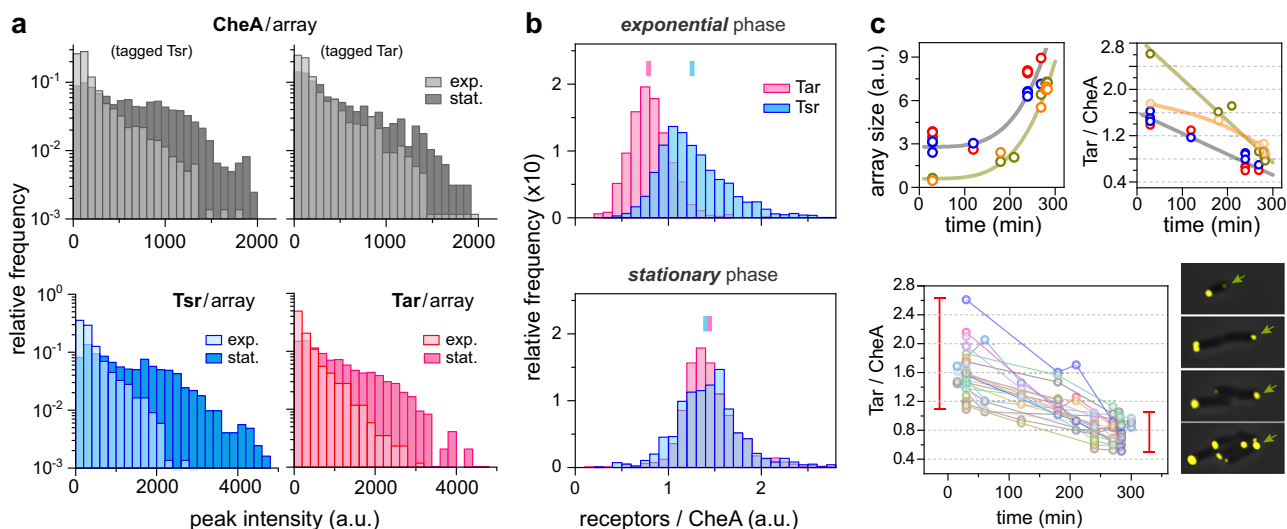 a
CheA/array
(tagged Tsr)
(tagged Tar)
exp.
stat.
exp.
stat.
10⁻¹
10⁻²
10⁻³
0
1000
2000
0
1000
2000
relative frequency
Tsr/array
Tar/array
exp.
stat.
exp.
stat.
10⁰
10⁻¹
10⁻²
10⁻³
0
2000
4000
0
2000
4000
peak intensity (a.u.)
b
exponential phase
Tar
Tsr
2
1
0
stationary phase
2
1
0
0
1
2
relative frequency (x10)
receptors / CheA (a.u.)
c
array size (a.u.)
9
6
3
0
0
100
200
300
time (min)
Tar / CheA
2.8
2.0
1.2
0.4
0
100
200
300
time (min)
Tar / CheA
2.8
2.4
2.0
1.6
1.2
0.8
0.4
0
100
200
300
time (min)